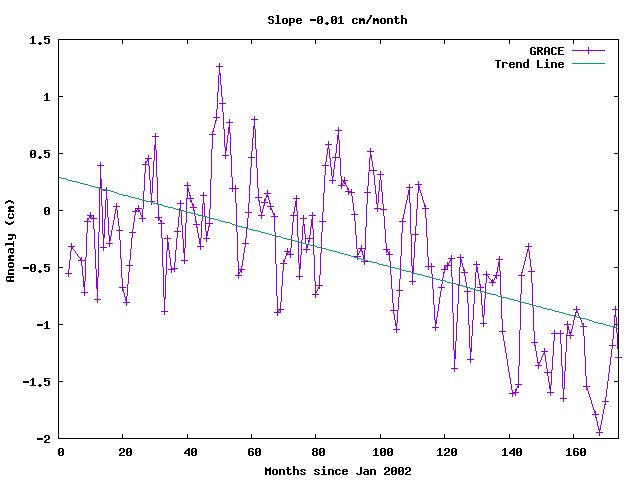 Slope -0.01 cm/month
GRACE
Trend Line
1.5
1
0.5
0
-0.5
-1
-1.5
-2
Anomaly (cm)
0 20 40 60 80 100 120 140 160
Months since Jan 2002